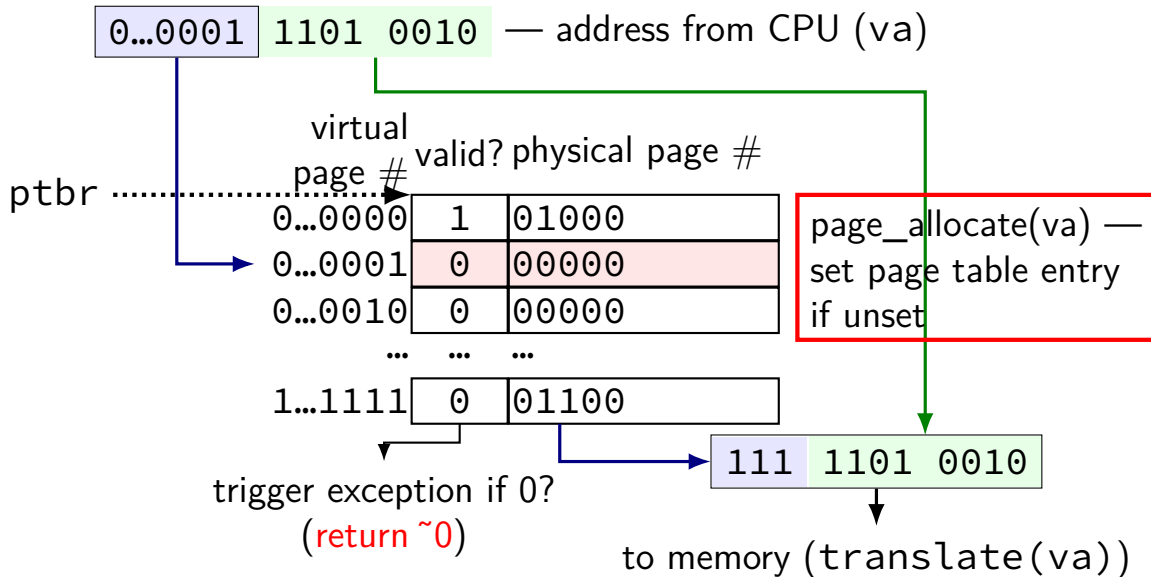 0…0001 1101 0010 — address from CPU (va)
virtual
page # valid? physical page #
ptbr
0…0000 1 01000
0…0001 0 00000
0…0010 0 00000
… … …
1…1111 0 01100
page_allocate(va) —
set page table entry
if unset
trigger exception if 0?
(return ~0)
111 1101 0010
to memory (translate(va))